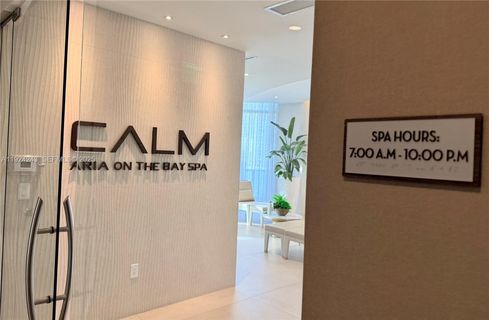 CALM
ARIA ON THE BAY SPA
SPA HOURS:
7:00 A.M - 10:00 P.M